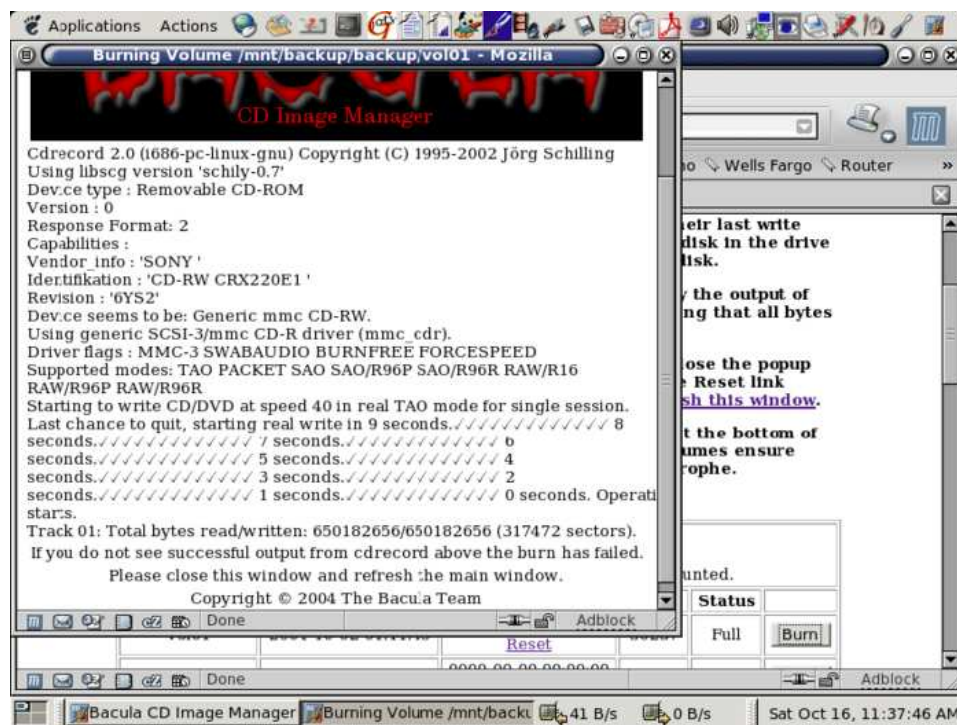 Applications Actions
Burning Volume /mnt/backup/backup/vol01 - Mozilla
CD Image Manager
Cdrecord 2.0 (i686-pc-linux-gnu) Copyright (C) 1995-2002 Jörg Schilling
Using libscg version 'schily-0.7'
Device type : Removable CD-ROM
Version : 0
Response Format: 2
Capabilities :
Vendor_info : 'SONY '
Identifikation : 'CD-RW CRX220E1 '
Revision : '6YS2'
Device seems to be: Generic mmc CD-RW.
Using generic SCSI-3/mmc CD-R driver (mmc_cdr).
Driver flags : MMC-3 SWABAUDIO BURNFREE FORCESPEED
Supported modes: TAO PACKET SAO SAO/R96P SAO/R96R RAW/R16
RAW/R96P RAW/R96R
Starting to write CD/DVD at speed 40 in real TAO mode for single session.
Last chance to quit, starting real write in 9 seconds.✓✓✓✓✓✓✓✓✓✓✓✓✓ 8
seconds.✓✓✓✓✓✓✓✓✓✓✓✓✓ 7 seconds.✓✓✓✓✓✓✓✓✓✓✓✓✓ 6
seconds.✓✓✓✓✓✓✓✓✓✓✓✓✓ 5 seconds.✓✓✓✓✓✓✓✓✓✓✓✓✓ 4
seconds.✓✓✓✓✓✓✓✓✓✓✓✓✓ 3 seconds.✓✓✓✓✓✓✓✓✓✓✓✓✓ 2
seconds.✓✓✓✓✓✓✓✓✓✓✓✓✓ 1 seconds.✓✓✓✓✓✓✓✓✓✓✓✓✓ 0 seconds. Operati
starts.
Track 01: Total bytes read/written: 650182656/650182656 (317472 sectors).
If you do not see successful output from cdrecord above the burn has failed.
Please close this window and refresh the main window.
Copyright © 2004 The Bacula Team
Done
Adblock
Wells Fargo Router »
eir last write
disk in the drive
disk.
the output of
ng that all bytes
ose the popup
Reset link
sh this window.
t the bottom of
umes ensure
rophe.
unted.
Status
Reset
Full
Burn
Done
Adblock
Bacula CD Image Manager
Burning Volume /mnt/backu
41 B/s
0 B/s
Sat Oct 16, 11:37:46 AM